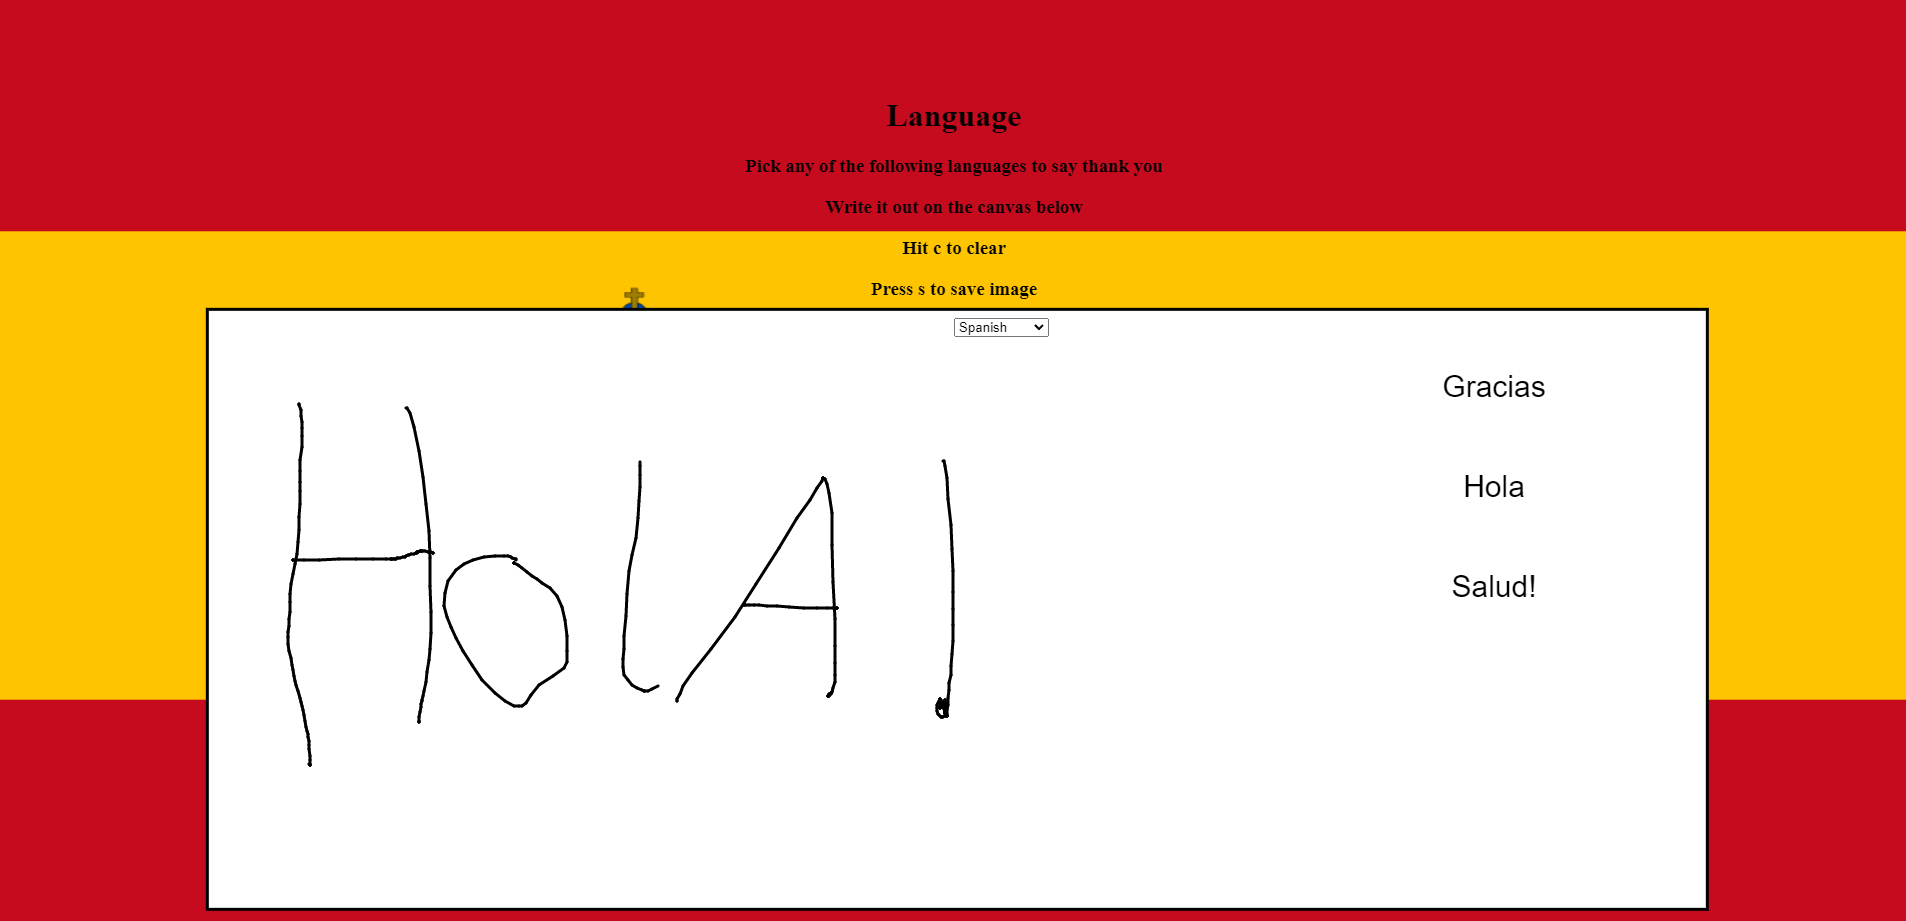 Language
Pick any of the following languages to say thank you
Write it out on the canvas below
Hit c to clear
Press s to save image
Spanish
Gracias
Hola
Salud!
HolA!